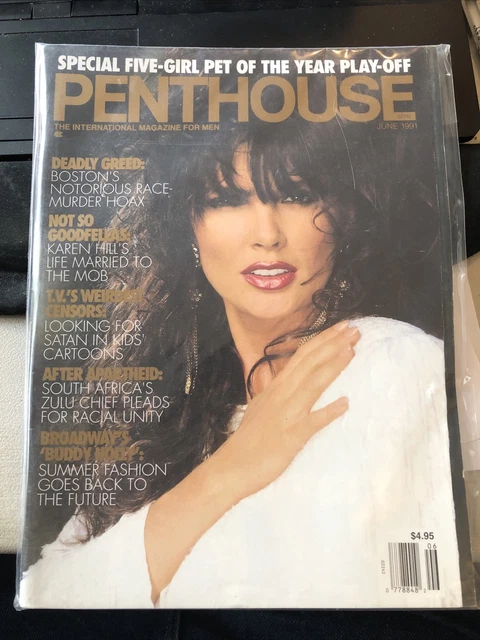 SPECIAL FIVE-GIRL PET OF THE YEAR PLAY-OFF
PENTHOUSE
THE INTERNATIONAL MAGAZINE FOR MEN
JUNE 1991
DEADLY GREED:
BOSTON'S
NOTORIOUS RACE-
MURDER HOAX
NOT SO
GOODFELLAS:
KAREN HILL'S
LIFE MARRIED TO
THE MOB
T.V.'S WEIRDEST
CENSORS:
LOOKING FOR
SATAN IN KIDS'
CARTOONS
AFTER APARTHEID:
SOUTH AFRICA'S
ZULU CHIEF PLEADS
FOR RACIAL UNITY
BROADWAY'S
'BUDDY HOLLY':
SUMMER FASHION
GOES BACK TO
THE FUTURE
$4.95
06